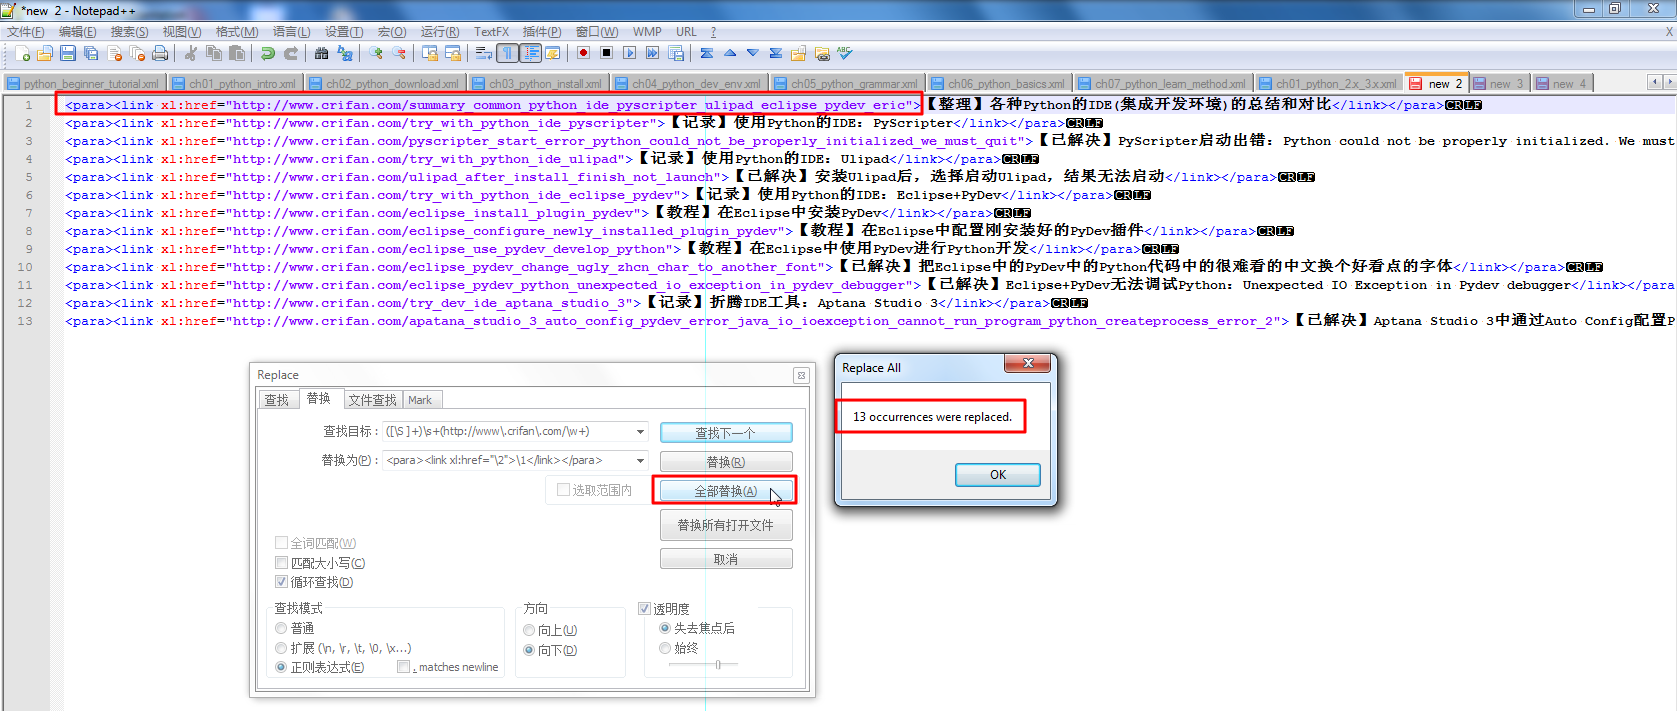 *new  2 - Notepad++
文件(F) 编辑(E) 搜索(S) 视图(V) 格式(M) 语言(L) 设置(T) 宏(O) 运行(R) TextFX 插件(P) 窗口(W) WMP URL ? X
python_beginner_tutorial.xml ch01_python_intro.xml ch02_python_download.xml ch03_python_install.xml ch04_python_dev_env.xml ch05_python_grammar.xml ch06_python_basics.xml ch07_python_learn_method.xml ch01_python_2.x_3.x.xml new  2 new  3 new  4
1 <para><link xl:href="http://www.crifan.com/summary_common_python_ide_pyscripter_ulipad_eclipse_pydev_eric">【整理】各种Python的IDE(集成开发环境)的总结和对比</link></para>CRLF
2 <para><link xl:href="http://www.crifan.com/try_with_python_ide_pyscripter">【记录】使用Python的IDE：PyScripter</link></para>CRLF
3 <para><link xl:href="http://www.crifan.com/pyscripter_start_error_python_could_not_be_properly_initialized_we_must_quit">【已解决】PyScripter启动出错：Python could not be properly initialized. We must
4 <para><link xl:href="http://www.crifan.com/try_with_python_ide_ulipad">【记录】使用Python的IDE：Ulipad</link></para>CRLF
5 <para><link xl:href="http://www.crifan.com/ulipad_after_install_finish_not_launch">【已解决】安装Ulipad后，选择启动Ulipad，结果无法启动</link></para>CRLF
6 <para><link xl:href="http://www.crifan.com/try_with_python_ide_eclipse_pydev">【记录】使用Python的IDE：Eclipse+PyDev</link></para>CRLF
7 <para><link xl:href="http://www.crifan.com/eclipse_install_plugin_pydev">【教程】在Eclipse中安装PyDev</link></para>CRLF
8 <para><link xl:href="http://www.crifan.com/eclipse_configure_newly_installed_plugin_pydev">【教程】在Eclipse中配置刚安装好的PyDev插件</link></para>CRLF
9 <para><link xl:href="http://www.crifan.com/eclipse_use_pydev_develop_python">【教程】在Eclipse中使用PyDev进行Python开发</link></para>CRLF
10 <para><link xl:href="http://www.crifan.com/eclipse_pydev_change_ugly_zhcn_char_to_another_font">【已解决】把Eclipse中的PyDev中的Python代码中的很难看的中文换个好看点的字体</link></para>CRLF
11 <para><link xl:href="http://www.crifan.com/eclipse_pydev_python_unexpected_io_exception_in_pydev_debugger">【已解决】Eclipse+PyDev无法调试Python：Unexpected IO Exception in Pydev debugger</link></para
12 <para><link xl:href="http://www.crifan.com/try_dev_ide_aptana_studio_3">【记录】折腾IDE工具：Aptana Studio 3</link></para>CRLF
13 <para><link xl:href="http://www.crifan.com/apatana_studio_3_auto_config_pydev_error_java_io_ioexception_cannot_run_program_python_createprocess_error_2">【已解决】Aptana Studio 3中通过Auto Config配置P
Replace
查找 替换 文件查找 Mark
查找目标： ([\S ]+)\s+(http://www\.crifan\.com/\w+) 查找下一个
替换为(P)： <para><link xl:href="\2">\1</link></para> 替换(R)
选取范围内 全部替换(A)
替换所有打开文件
全词匹配(W)
取消
匹配大小写(C)
循环查找(D)
查找模式 方向 透明度
普通 向上(U) 失去焦点后
扩展 (\n, \r, \t, \0, \x...) 向下(D) 始终
正则表达式(E) . matches newline
Replace All
13 occurrences were replaced.
OK